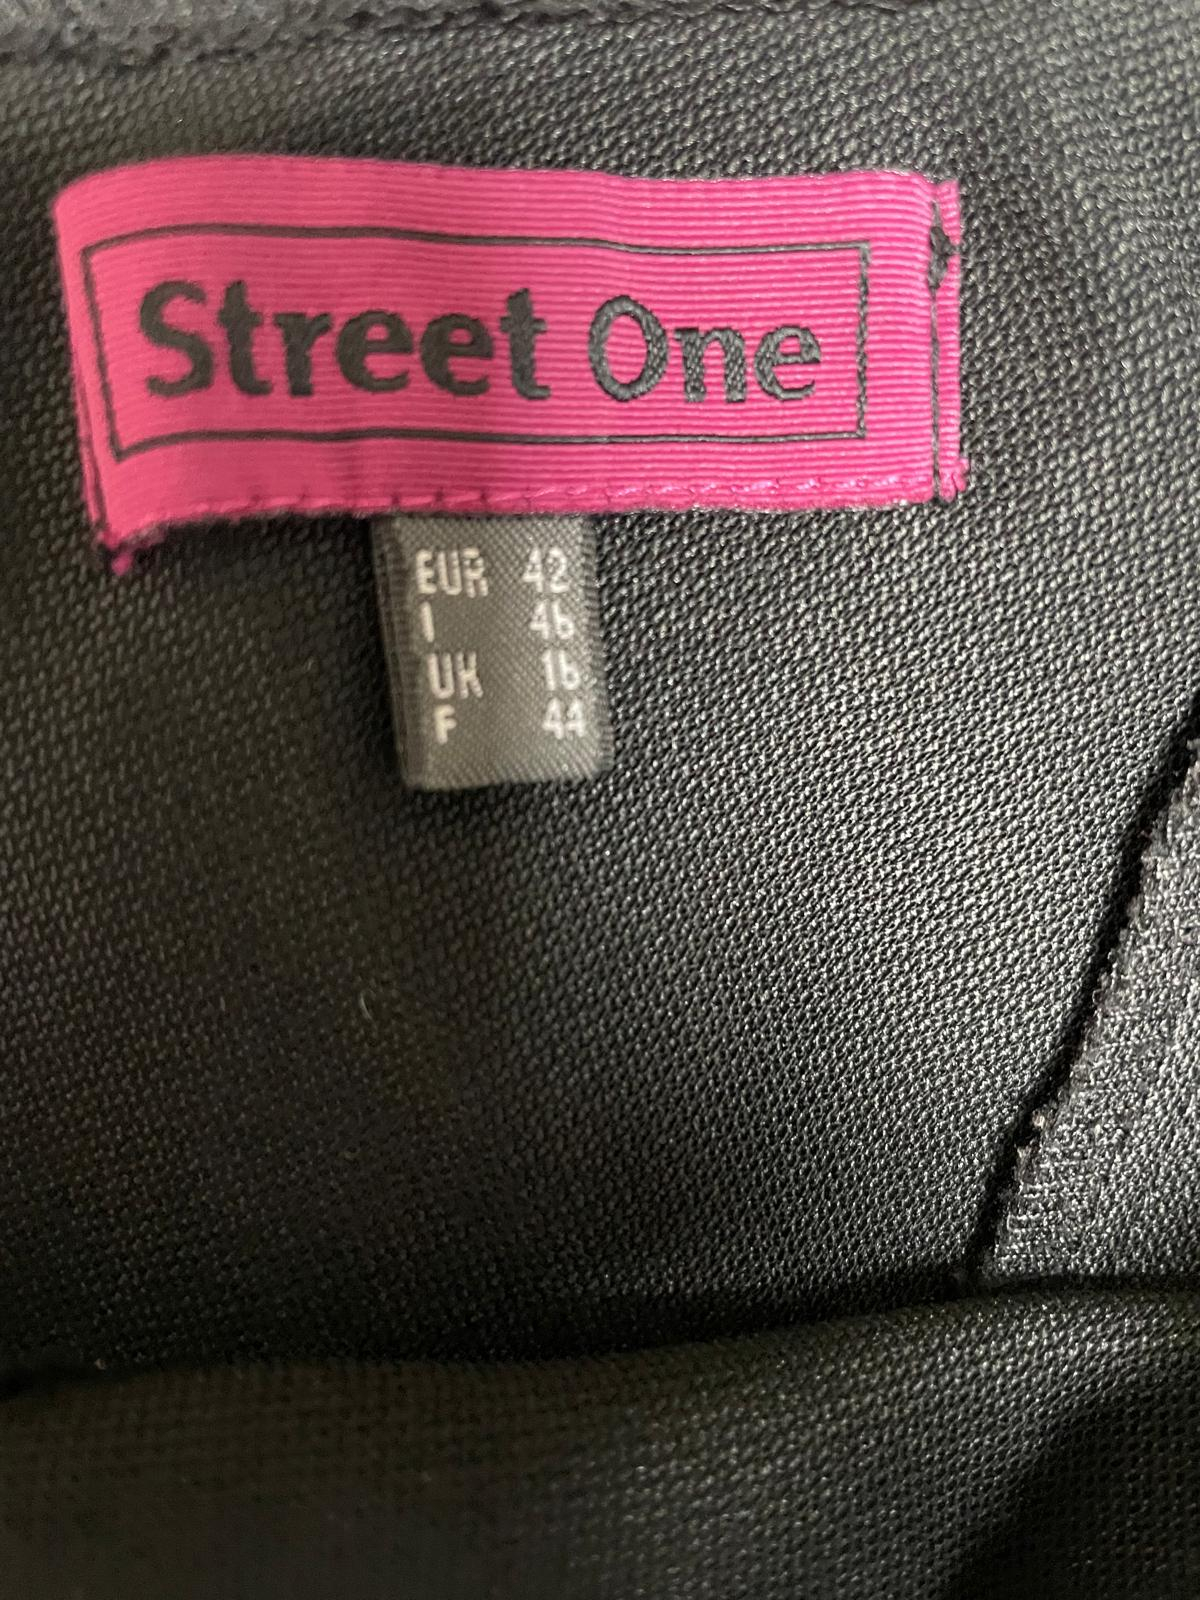 Street One
EUR 42
I 46
UK 16
F 44